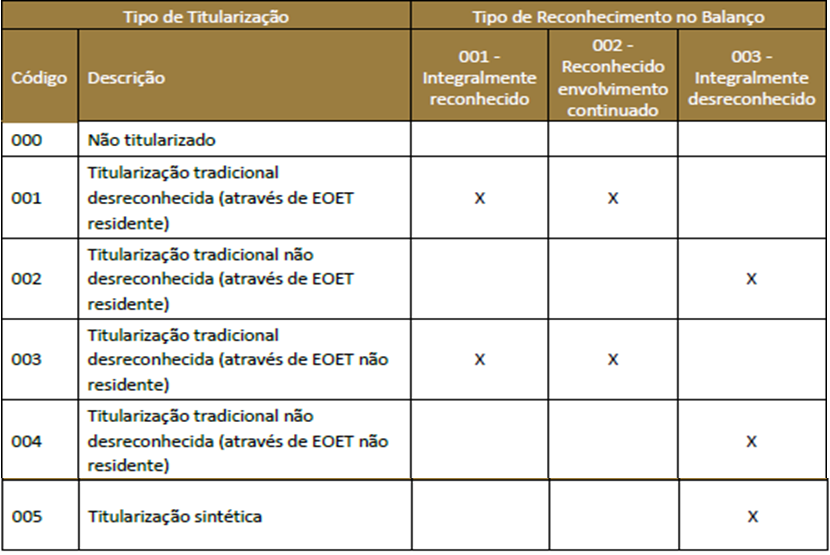 Tipo de Titularização
Tipo de Reconhecimento no Balanço
Código
Descrição
001 -
Integralmente
reconhecido
002 -
Reconhecido
envolvimento
continuado
003 -
Integralmente
desreconhecido
000
Não titularizado
001
Titularização tradicional
desreconhecida (através de EOET
residente)
X
X
002
Titularização tradicional não
desreconhecida (através de EOET
residente)
X
003
Titularização tradicional
desreconhecida (através de EOET não
residente)
X
X
004
Titularização tradicional não
desreconhecida (através de EOET não
residente)
X
005
Titularização sintética
X